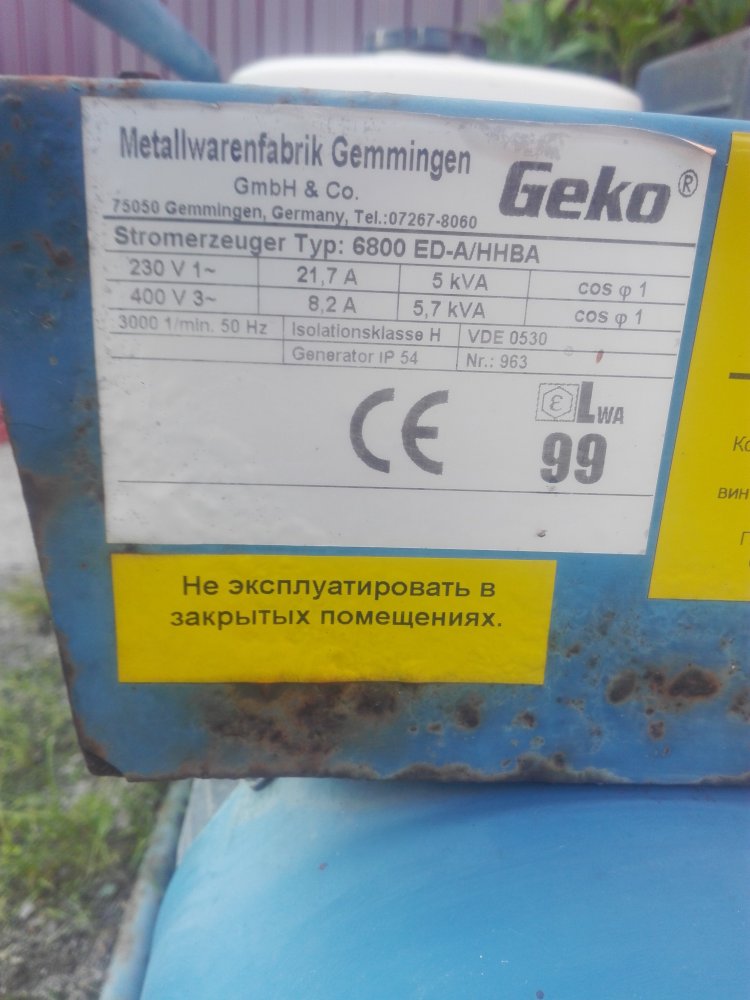 Metallwarenfabrik Gemmingen
GmbH & Co.
75050 Gemmingen, Germany, Tel.:07267-8060
Geko®
Stromerzeuger Typ: 6800 ED-A/HHBA
230 V 1~ 21,7 A 5 kVA cos φ 1
400 V 3~ 8,2 A 5,7 kVA cos φ 1
3000 1/min. 50 Hz Isolationsklasse H VDE 0530
Generator IP 54 Nr.: 963
CE
ε LWA
99
Не эксплуатировать в
закрытых помещениях.